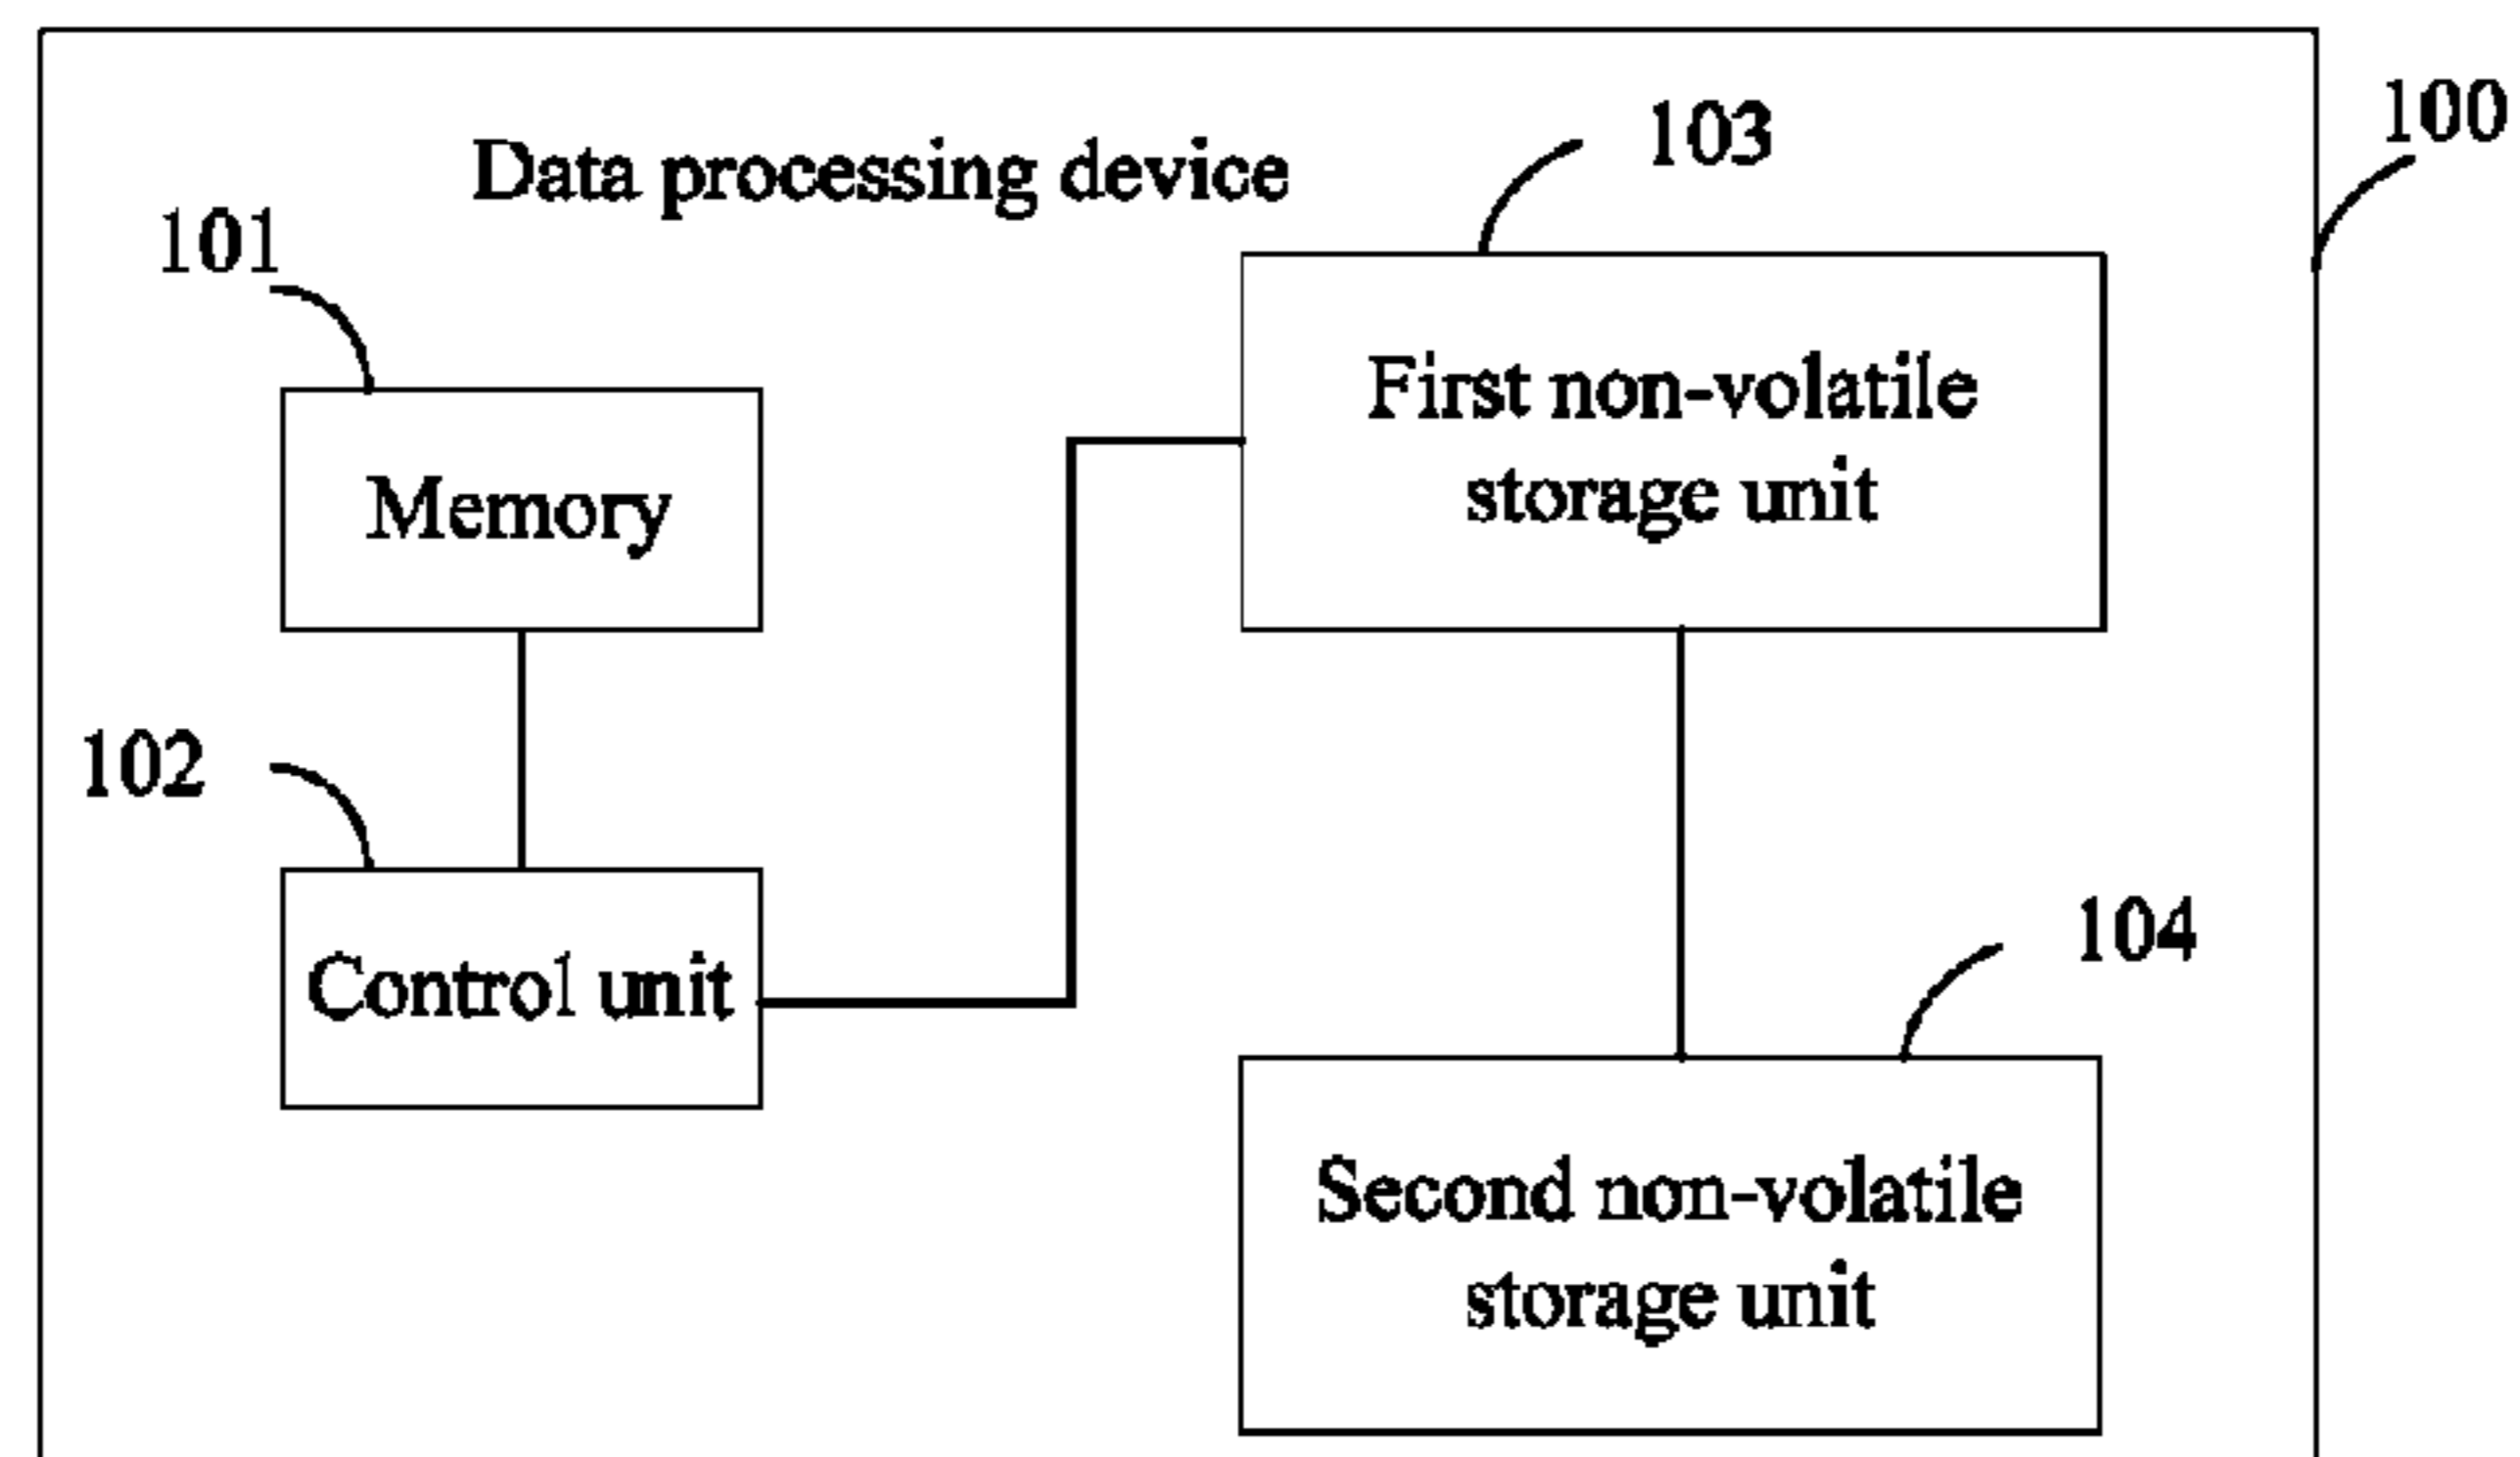 100
103
Data processing device
101
First non-volatile
storage unit
Memory
102
Control unit
104
Second non-volatile
storage unit